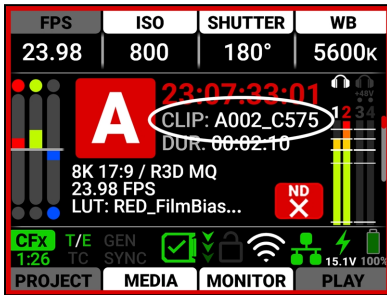 FPS ISO SHUTTER WB
23.98 800 180° 5600K
A
23:07:33:01
CLIP: A002_C575
DUR: 00:02:10
+48V
1 2 3 4
8K 17:9 / R3D MQ
23.98 FPS
LUT: RED_FilmBias...
ND
CFX T/E GEN
1:26 TC SYNC
15.1V 100%
PROJECT MEDIA MONITOR PLAY